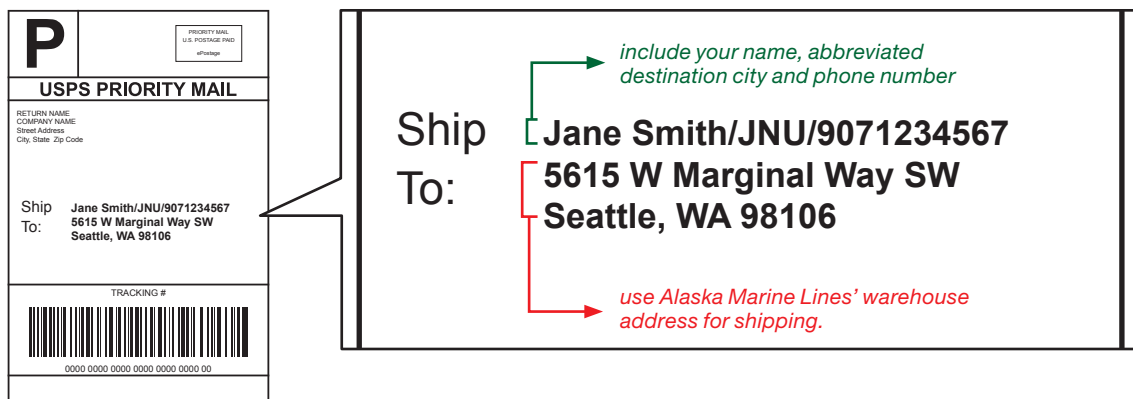 P
PRIORITY MAIL
U.S. POSTAGE PAID
ePostage
USPS PRIORITY MAIL
RETURN NAME
COMPANY NAME
Street Address
City, State Zip Code
Ship
To:
Jane Smith/JNU/9071234567
5615 W Marginal Way SW
Seattle, WA 98106
TRACKING #
0000 0000 0000 0000 0000 0000 00
include your name, abbreviated
destination city and phone number
Ship
To:
Jane Smith/JNU/9071234567
5615 W Marginal Way SW
Seattle, WA 98106
use Alaska Marine Lines’ warehouse
address for shipping.